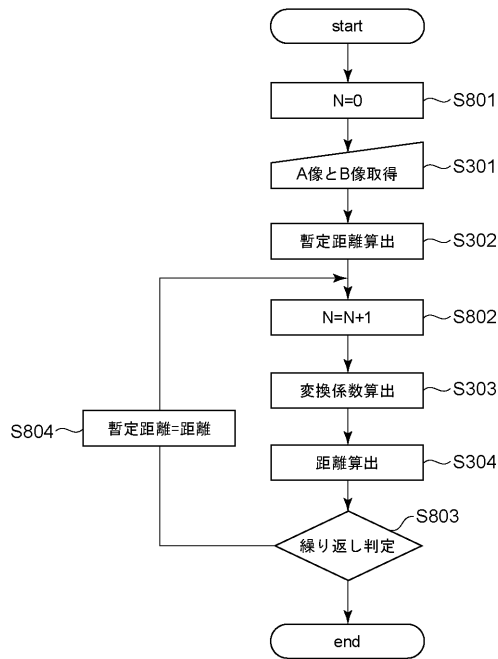 start
N=0
S801
A像とB像取得
S301
暫定距離算出
S302
N=N+1
S802
変換係数算出
S303
S804
暫定距離=距離
距離算出
S304
S803
繰り返し判定
end